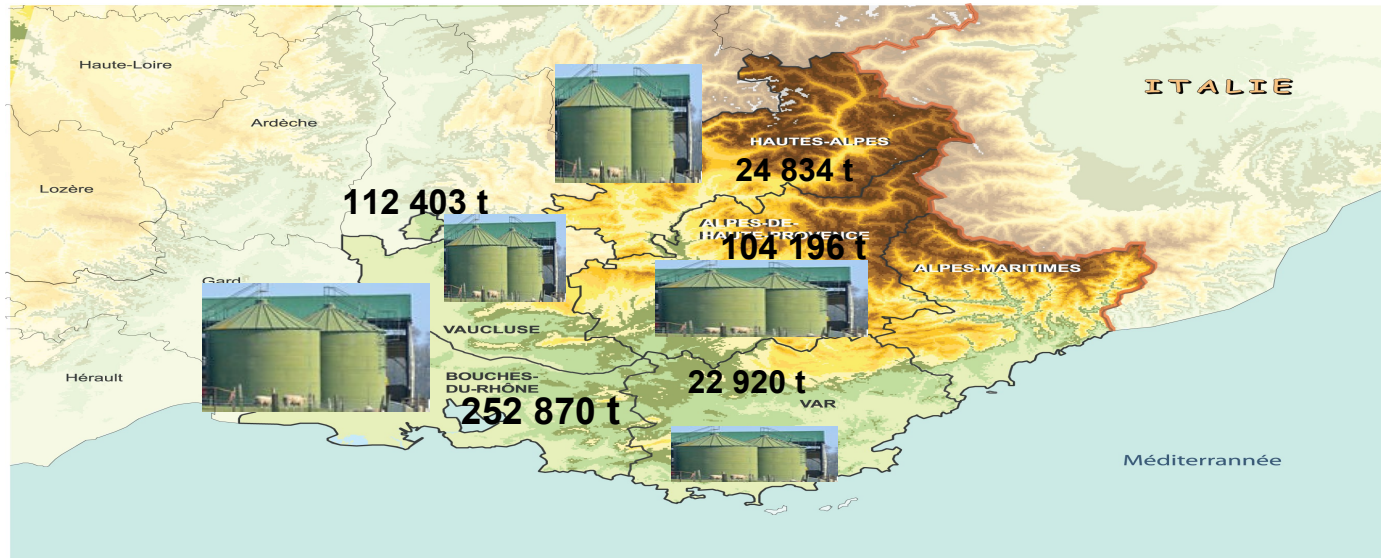 Haute-Loire
ITALIE
Ardèche
HAUTES-ALPES
24 834 t
Lozère
112 403 t
ALPES-DE-
HAUTE-PROVENCE
104 196 t
ALPES-MARITIMES
Gard
VAUCLUSE
Hérault
BOUCHES-
DU-RHÔNE
252 870 t
22 920 t
VAR
Méditerrannée